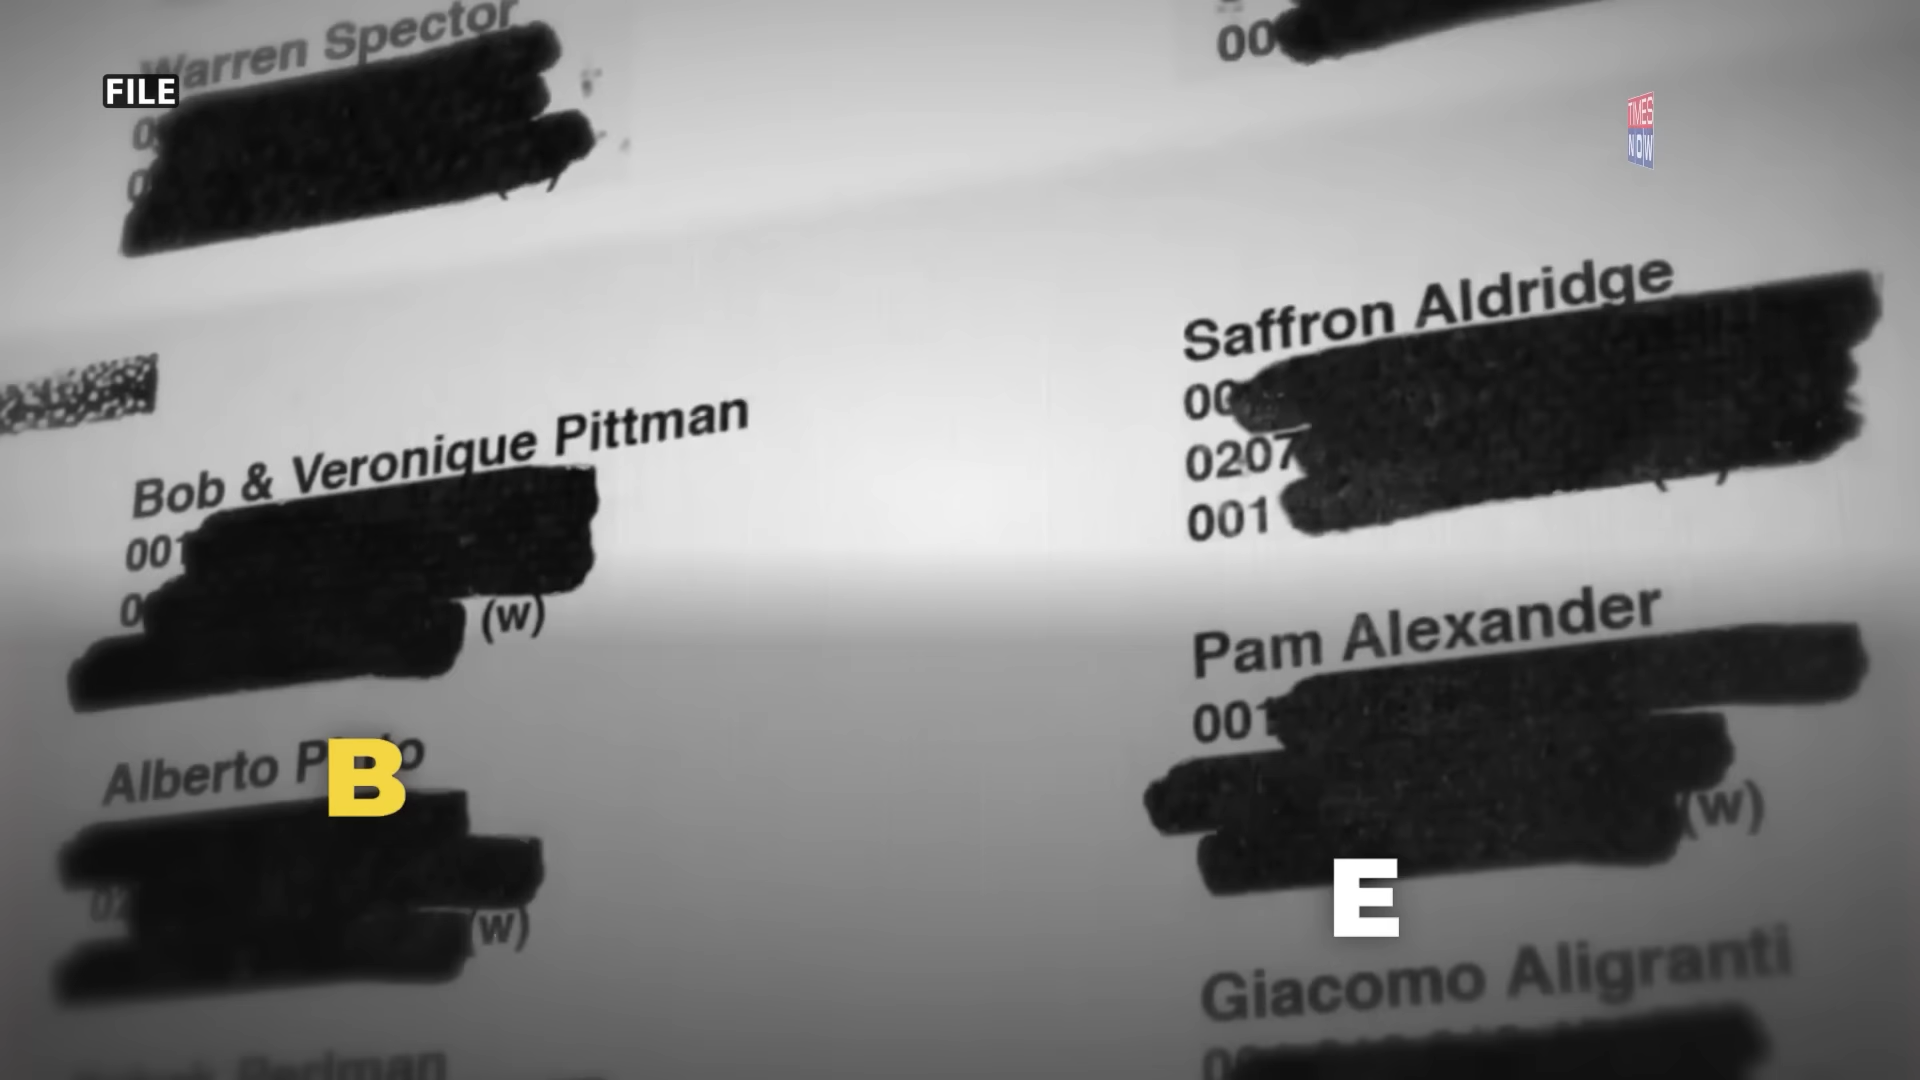 Warren Spector
FILE
00
TIMES
NOW
Saffron Aldridge
0207
001
Bob & Veronique Pittman
001
(w)
Pam Alexander
001
(w)
Alberto
B
(w)
E
Giacomo Aligranti
Perlman